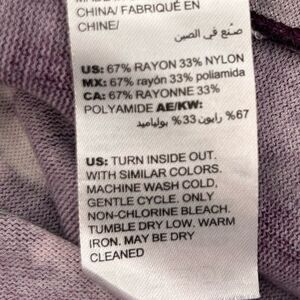 CHINA/ FABRIQUÉ EN
CHINE/
صنع في الصين
US: 67% RAYON 33% NYLON
MX: 67% rayón 33% poliamida
CA: 67% RAYONNE 33%
POLYAMIDE AE/KW:
67% رايون 33% بولياميد
US: TURN INSIDE OUT.
WITH SIMILAR COLORS.
MACHINE WASH COLD,
GENTLE CYCLE. ONLY
NON-CHLORINE BLEACH.
TUMBLE DRY LOW. WARM
IRON. MAY BE DRY
CLEANED